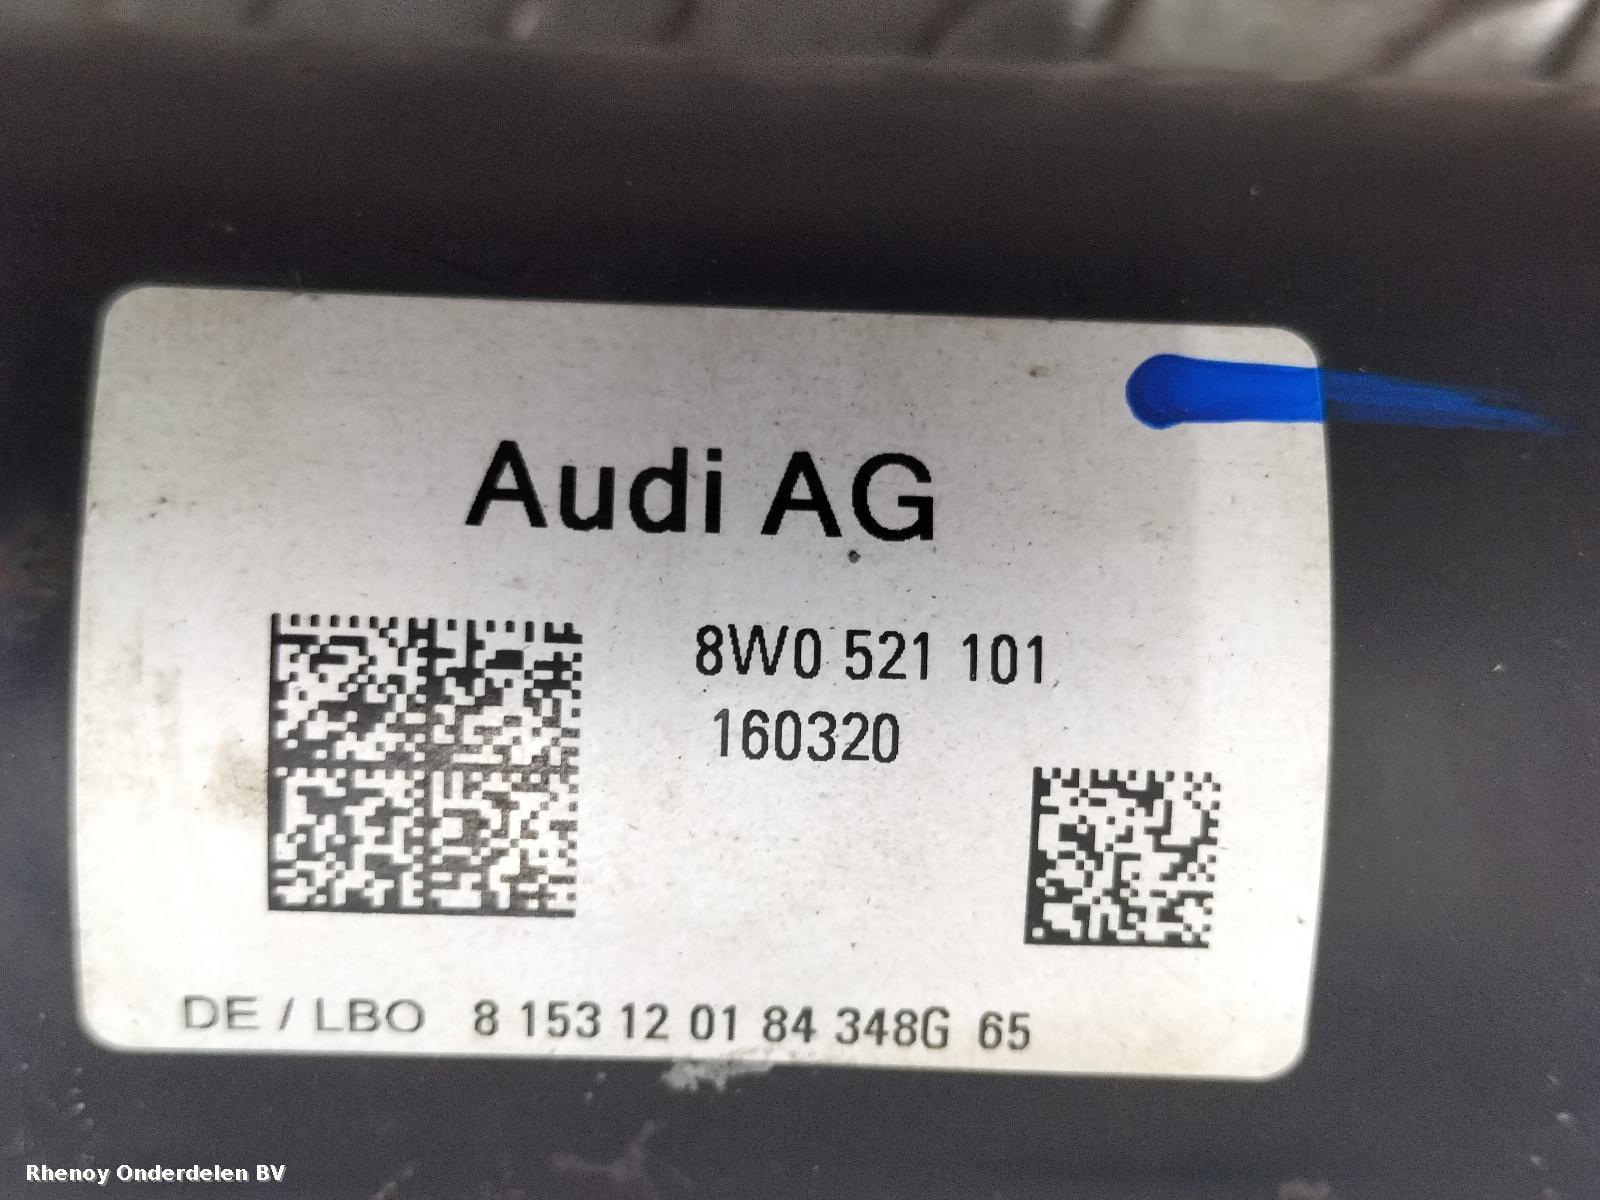 Audi AG
8W0 521 101
160320
DE / LBO 8 153 12 01 84 348G 65
Rhenoy Onderdelen BV